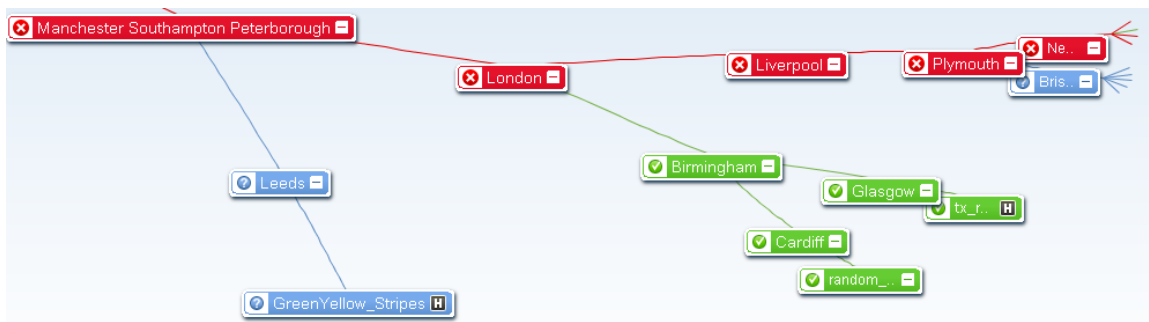 Manchester Southampton Peterborough
London
Liverpool
Plymouth
Ne..
Bris..
Leeds
Birmingham
Glasgow
tx_r.. H
Cardiff
random_..
GreenYellow_Stripes H